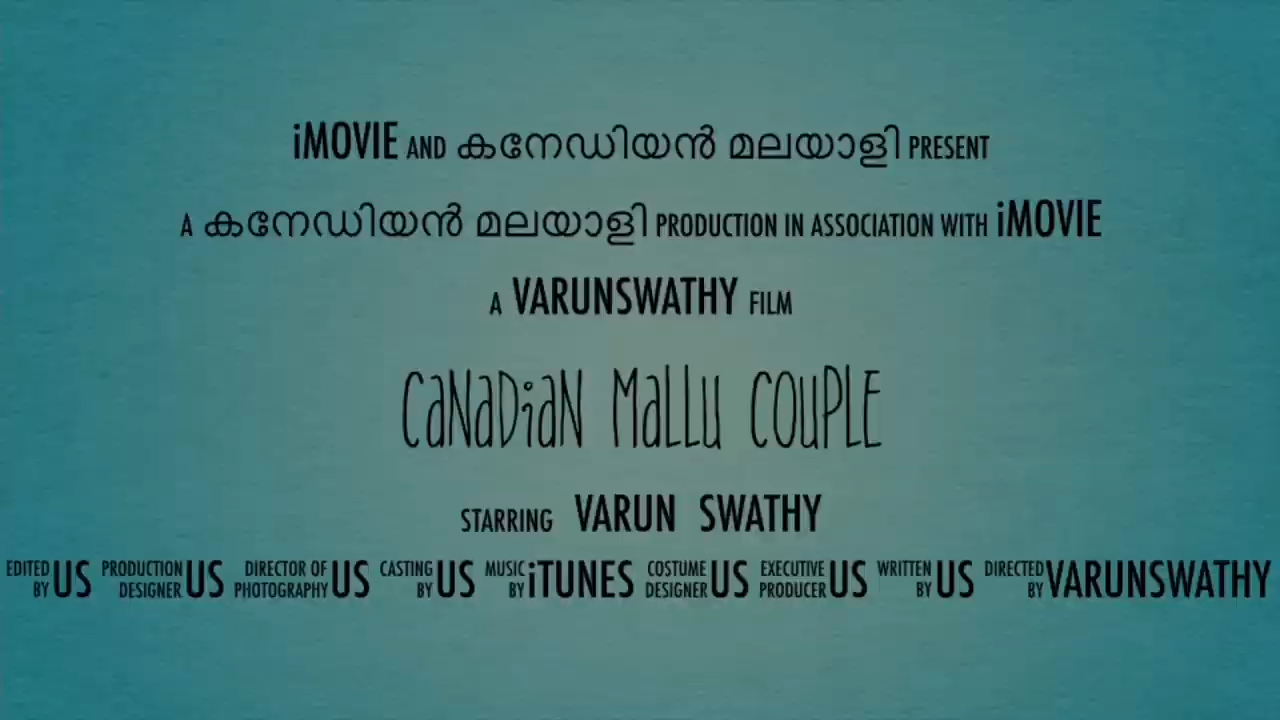 iMOVIE AND കനേഡിയൻ മലയാളി PRESENT
A കനേഡിയൻ മലയാളി PRODUCTION IN ASSOCIATION WITH iMOVIE
A VARUNSWATHY FILM
CaNaDiaN MaLLu COuPLE
STARRING VARUN SWATHY
EDITED BY US PRODUCTION DESIGNER US DIRECTOR OF PHOTOGRAPHY US CASTING BY US MUSIC BY iTUNES COSTUME DESIGNER US EXECUTIVE PRODUCER US WRITTEN BY US DIRECTED BY VARUNSWATHY